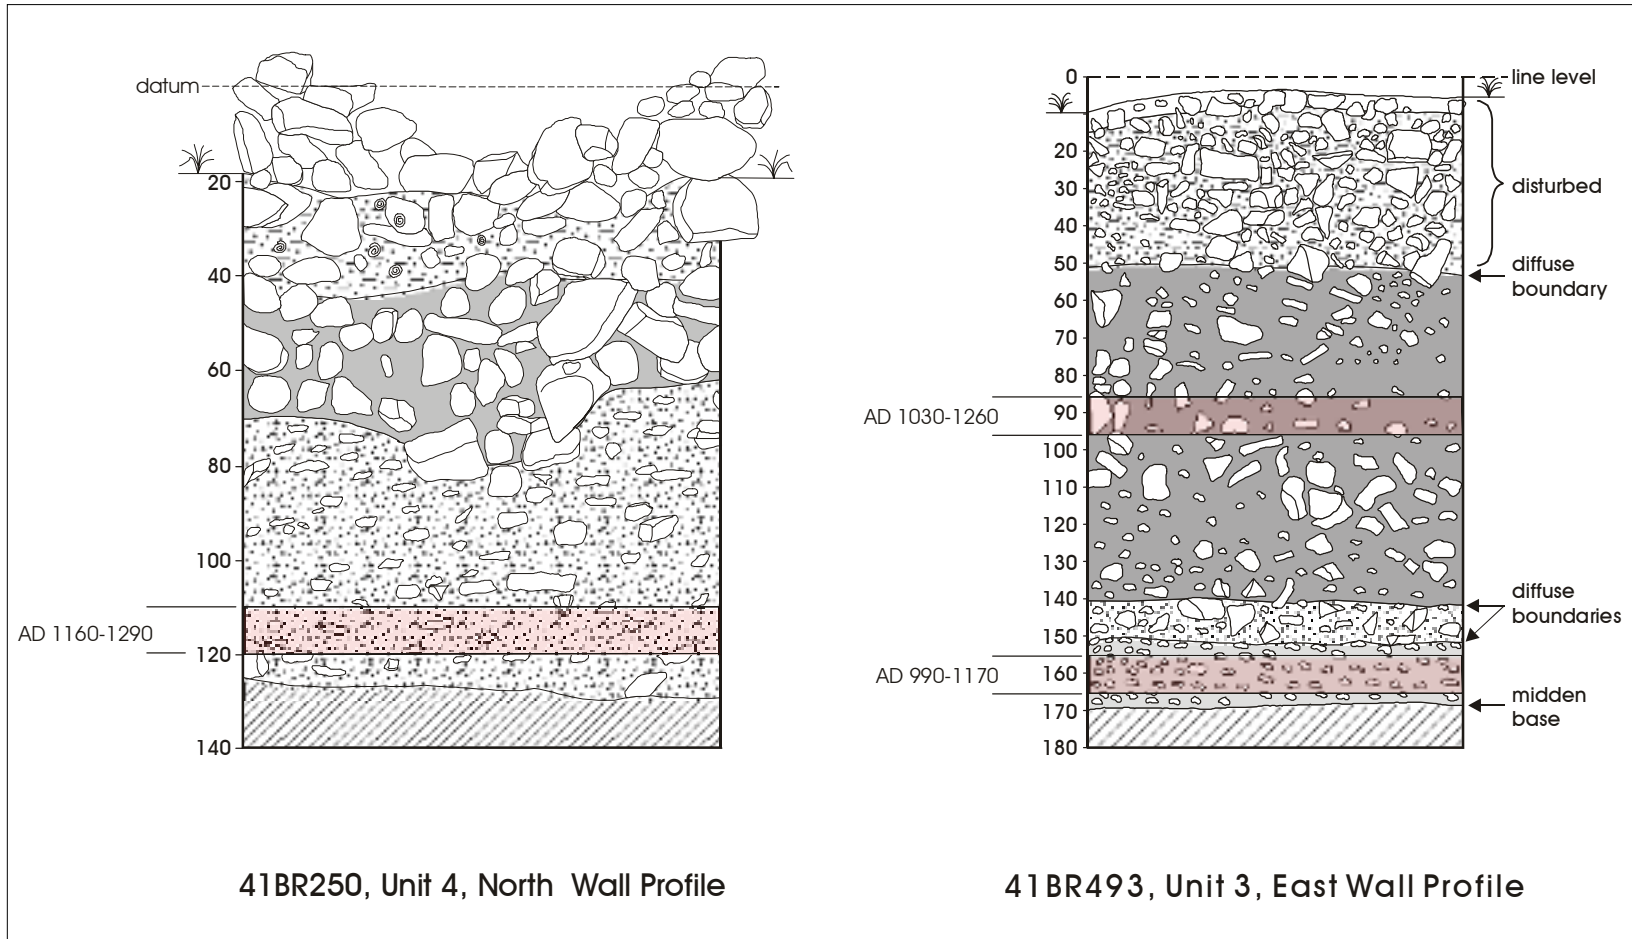 datum
20
40
60
80
100
120
140
AD 1160-1290
41BR250, Unit 4, North Wall Profile
0
20
30
40
50
60
70
80
90
100
110
120
130
140
150
160
170
180
AD 1030-1260
AD 990-1170
line level
disturbed
diffuse
boundary
diffuse
boundaries
midden
base
41BR493, Unit 3, East Wall Profile